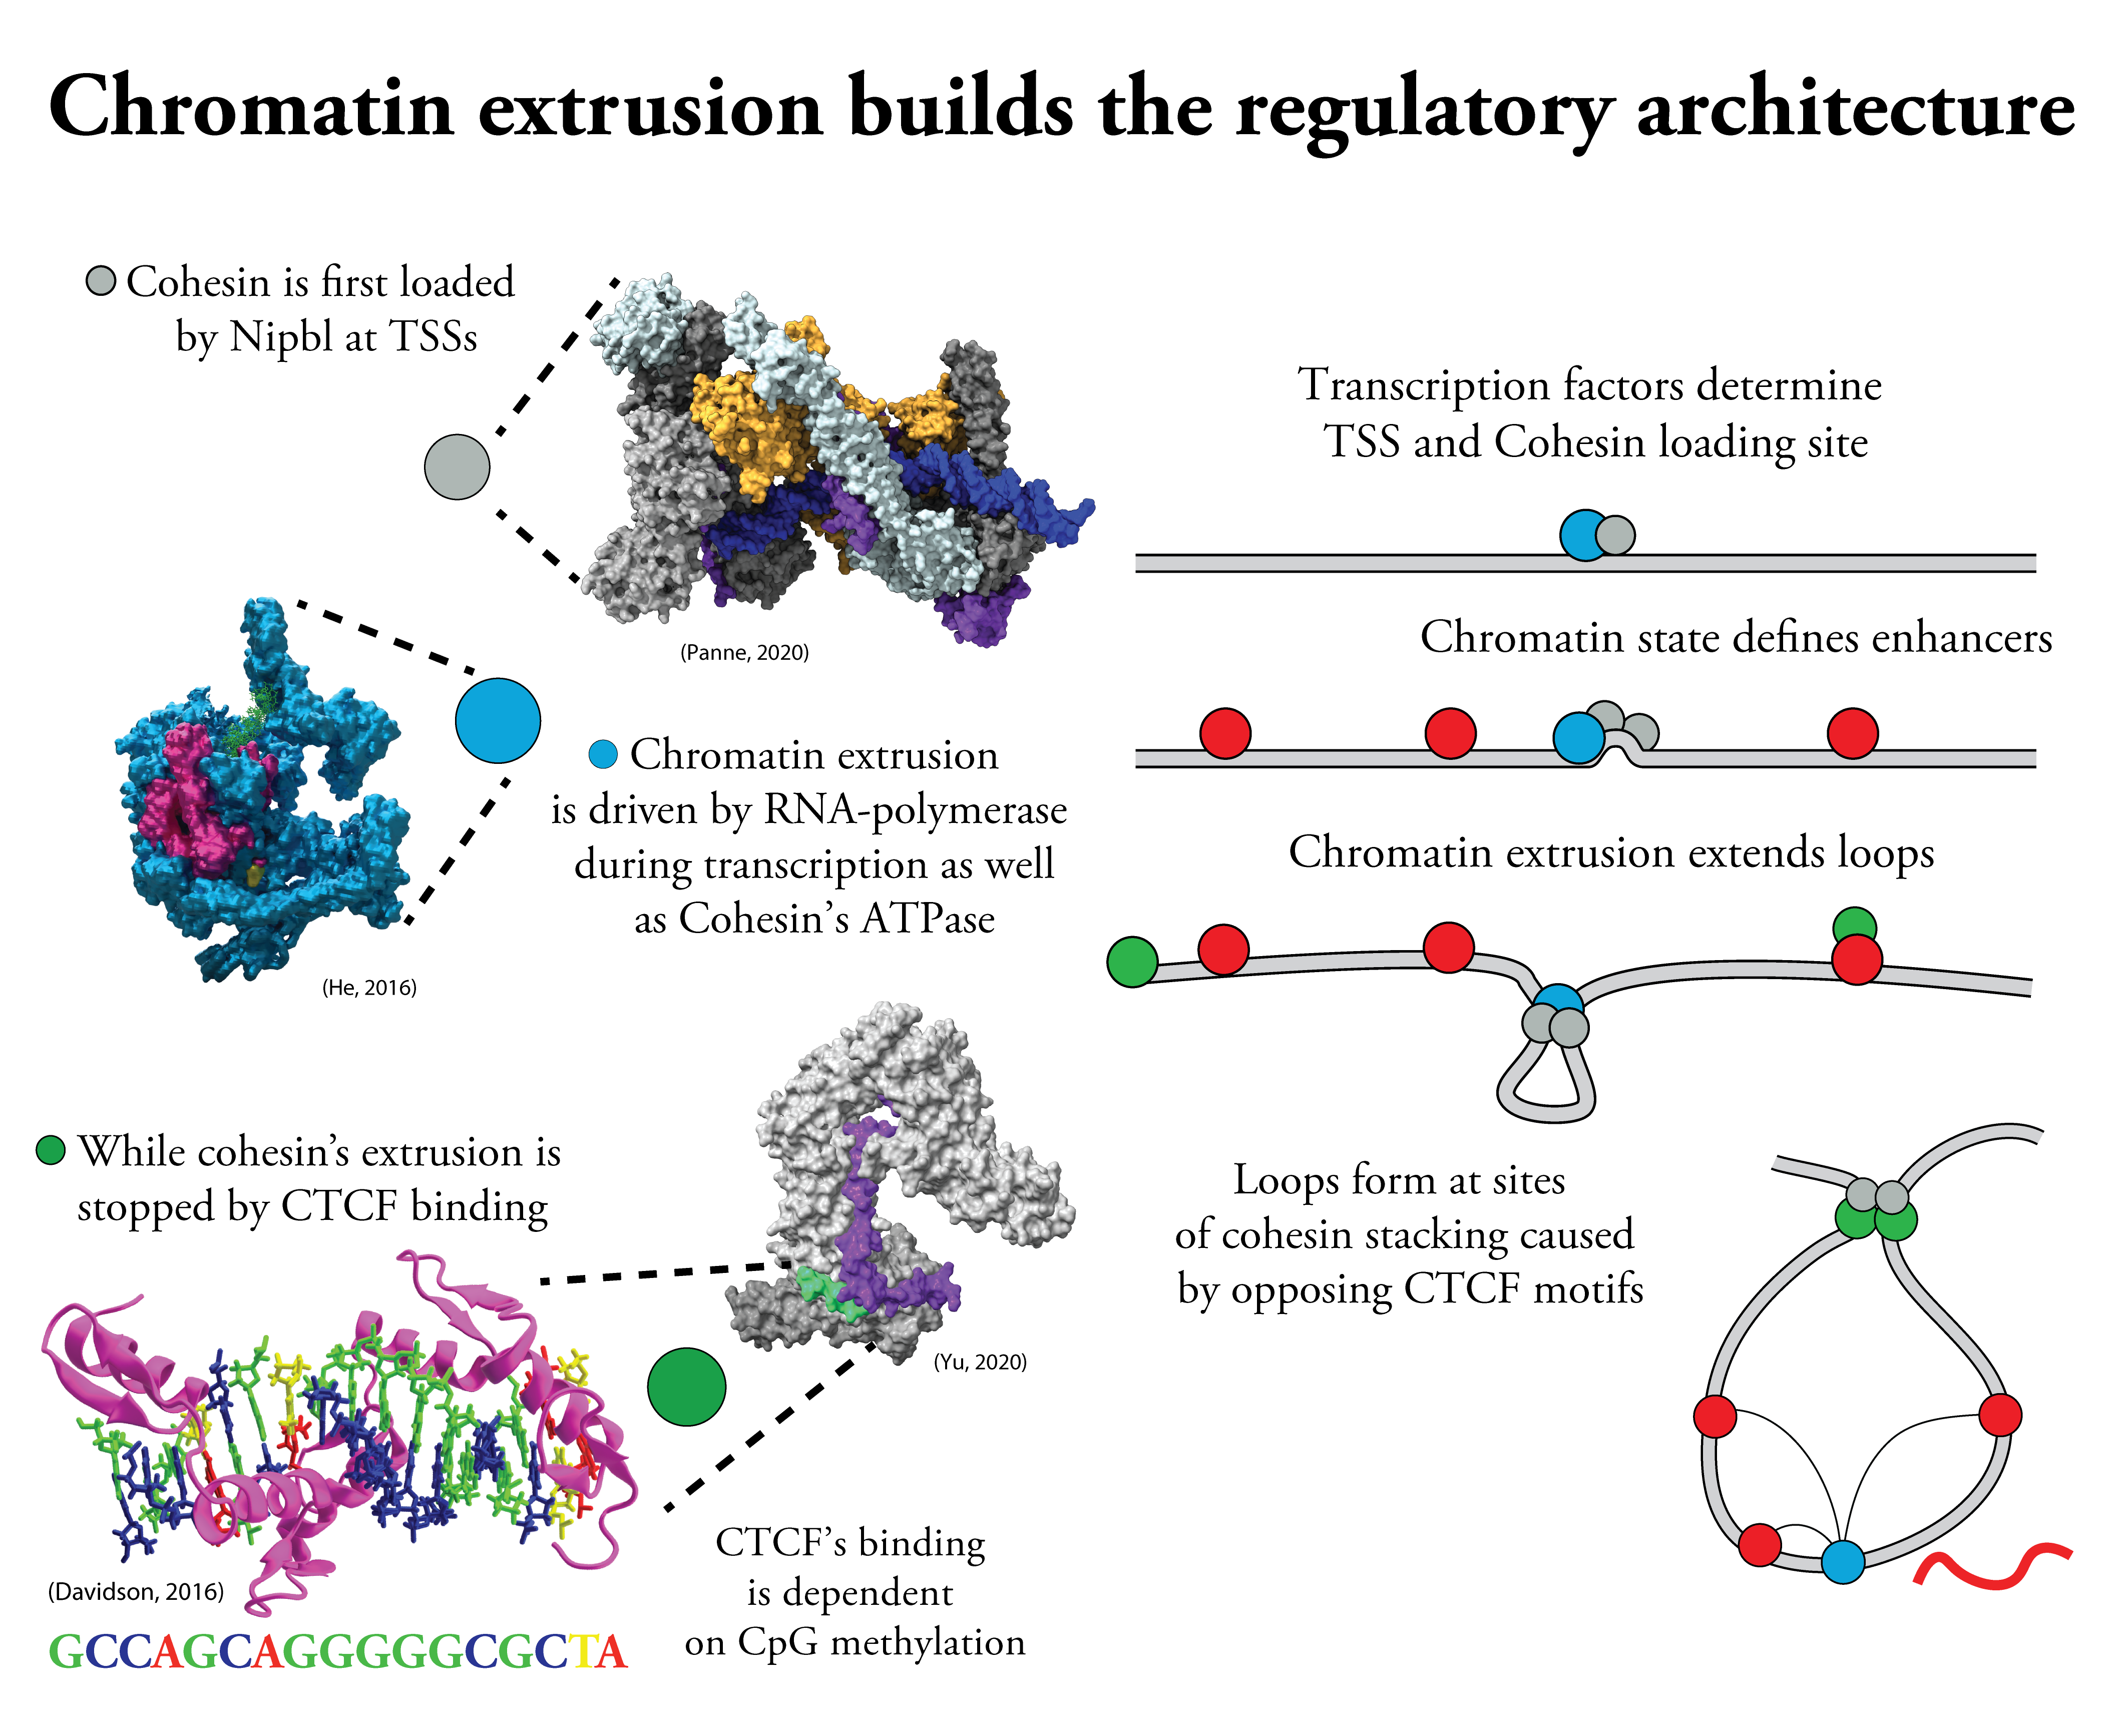 Chromatin extrusion builds the regulatory architecture
Cohesin is first loaded
by Nipbl at TSSs
(Panne, 2020)
(He, 2016)
Chromatin extrusion
is driven by RNA-polymerase
during transcription as well
as Cohesin's ATPase
While cohesin's extrusion is
stopped by CTCF binding
(Yu, 2020)
(Davidson, 2016)
GCCAGCAGGGGGCGCTA
CTCF's binding
is dependent
on CpG methylation
Transcription factors determine
TSS and Cohesin loading site
Chromatin state defines enhancers
Chromatin extrusion extends loops
Loops form at sites
of cohesin stacking caused
by opposing CTCF motifs